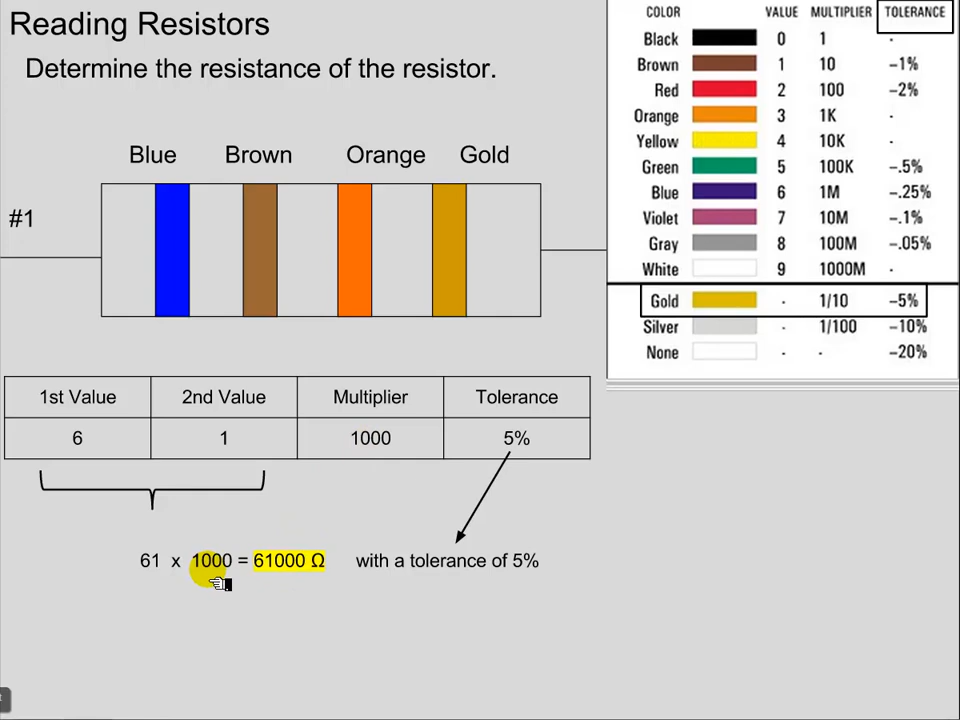 Reading Resistors
Determine the resistance of the resistor.
Blue Brown Orange Gold
#1
COLOR VALUE MULTIPLIER TOLERANCE
Black 0 1 ·
Brown 1 10 –1%
Red 2 100 –2%
Orange 3 1K ·
Yellow 4 10K ·
Green 5 100K –.5%
Blue 6 1M –.25%
Violet 7 10M –.1%
Gray 8 100M –.05%
White 9 1000M ·
Gold · 1/10 –5%
Silver · 1/100 –10%
None · · –20%
1st Value 2nd Value Multiplier Tolerance
6 1 1000 5%
61 x 1000 = 61000 Ω with a tolerance of 5%